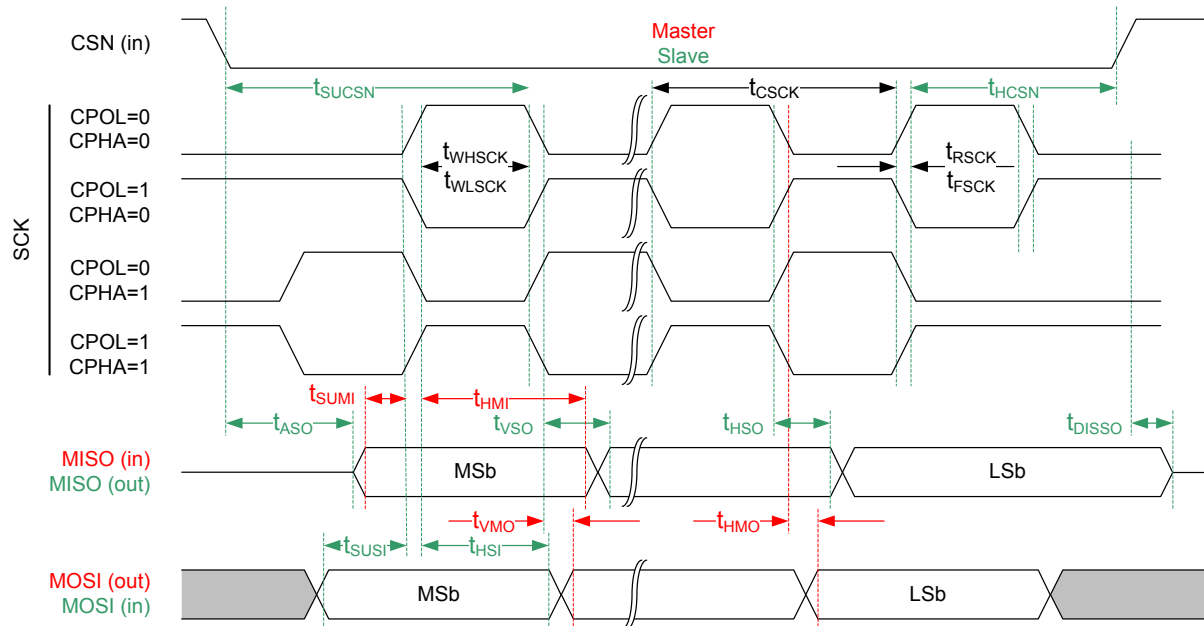 CSN (in)
Master
Slave
tSUCSN
tCSCK
tHCSN
CPOL=0
CPHA=0
tWHSCK
tWLSCK
tRSCK
tFSCK
CPOL=1
CPHA=0
SCK
CPOL=0
CPHA=1
CPOL=1
CPHA=1
tSUMI
tHMI
tASO
tVSO
tHSO
tDISSO
MISO (in)
MISO (out)
MSb
LSb
tVMO
tHMO
tSUSI
tHSI
MOSI (out)
MOSI (in)
MSb
LSb